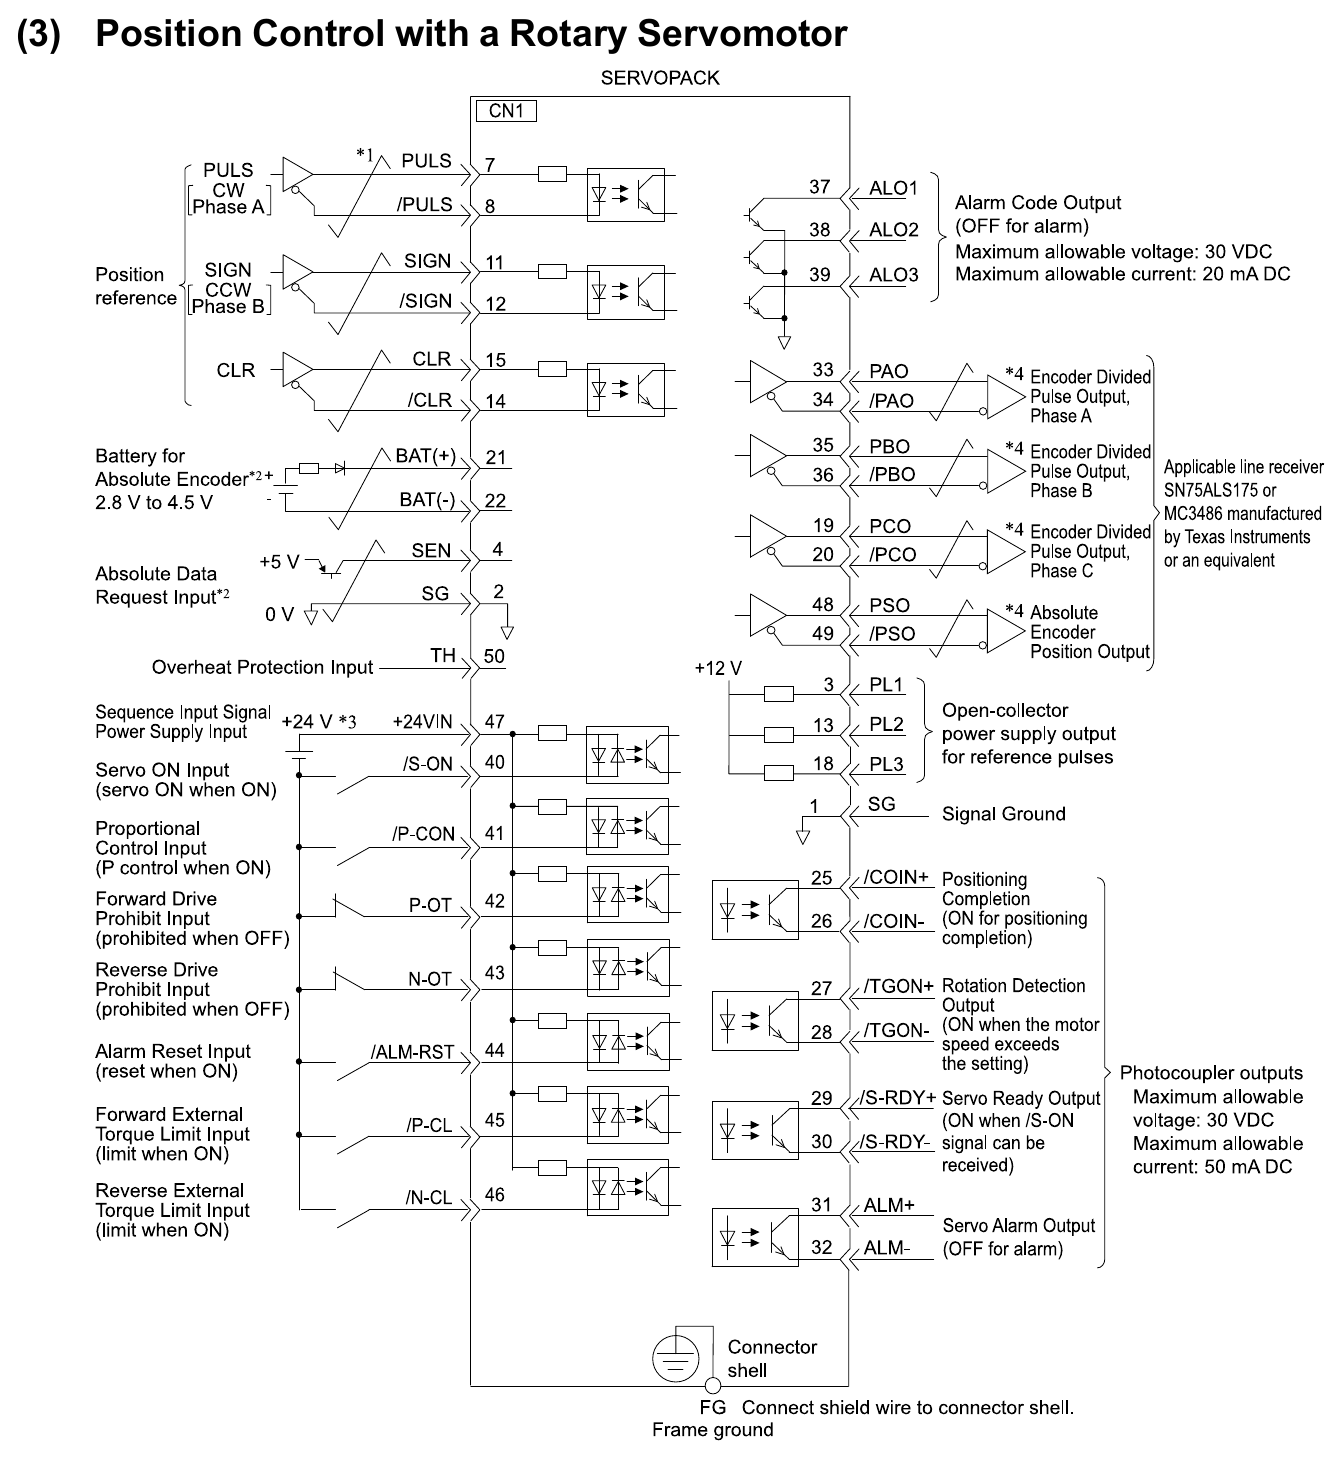 (3) Position Control with a Rotary Servomotor
SERVOPACK
CN1
PULS
CW
Phase A
*1
PULS
7
/PULS
8
Position
reference
SIGN
CCW
Phase B
SIGN
11
/SIGN
12
CLR
CLR
15
/CLR
14
Battery for
Absolute Encoder*2
2.8 V to 4.5 V
+
-
BAT(+)
21
BAT(-)
22
Absolute Data
Request Input*2
+5 V
SEN
4
0 V
SG
2
Overheat Protection Input
TH
50
Sequence Input Signal
Power Supply Input
+24 V *3
+24VIN
47
Servo ON Input
(servo ON when ON)
/S-ON
40
Proportional
Control Input
(P control when ON)
/P-CON
41
Forward Drive
Prohibit Input
(prohibited when OFF)
P-OT
42
Reverse Drive
Prohibit Input
(prohibited when OFF)
N-OT
43
Alarm Reset Input
(reset when ON)
/ALM-RST
44
Forward External
Torque Limit Input
(limit when ON)
/P-CL
45
Reverse External
Torque Limit Input
(limit when ON)
/N-CL
46
37
ALO1
38
ALO2
39
ALO3
Alarm Code Output
(OFF for alarm)
Maximum allowable voltage: 30 VDC
Maximum allowable current: 20 mA DC
33
PAO
34
/PAO
*4 Encoder Divided
Pulse Output,
Phase A
35
PBO
36
/PBO
*4 Encoder Divided
Pulse Output,
Phase B
19
PCO
20
/PCO
*4 Encoder Divided
Pulse Output,
Phase C
48
PSO
49
/PSO
*4 Absolute
Encoder
Position Output
Applicable line receiver
SN75ALS175 or
MC3486 manufactured
by Texas Instruments
or an equivalent
+12 V
3
PL1
13
PL2
18
PL3
Open-collector
power supply output
for reference pulses
1
SG
Signal Ground
25
/COIN+
26
/COIN-
Positioning
Completion
(ON for positioning
completion)
27
/TGON+
28
/TGON-
Rotation Detection
Output
(ON when the motor
speed exceeds
the setting)
29
/S-RDY+
30
/S-RDY-
Servo Ready Output
(ON when /S-ON
signal can be
received)
31
ALM+
32
ALM-
Servo Alarm Output
(OFF for alarm)
Photocoupler outputs
Maximum allowable
voltage: 30 VDC
Maximum allowable
current: 50 mA DC
Connector
shell
FG Connect shield wire to connector shell.
Frame ground